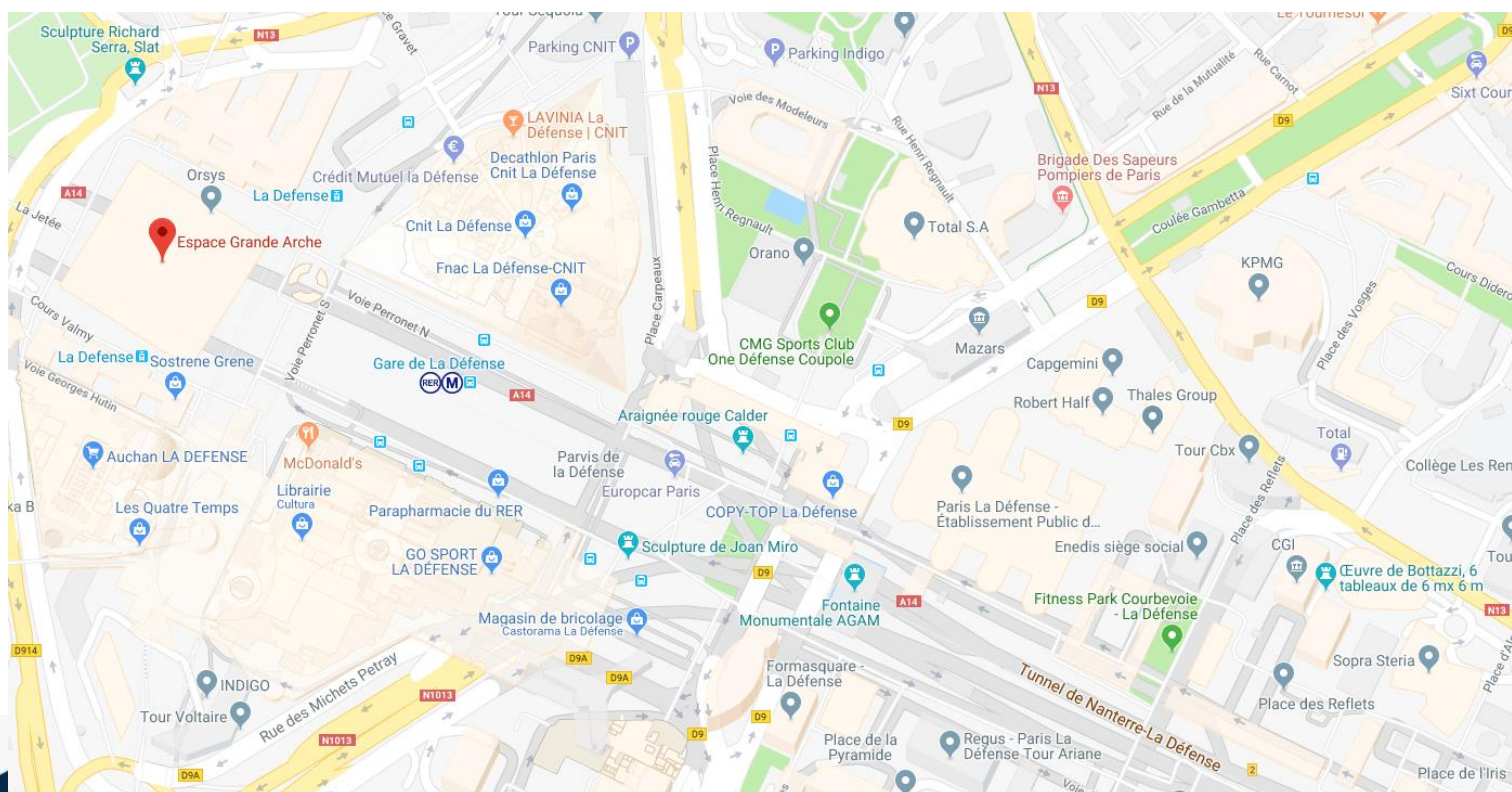 Sculpture Richard
Serra, Slat
N13
Parking CNIT
P
P
Parking Indigo
Le Tournesol
Rue Carnot
Rue de la Mutualité
Sixt Cour
N13
D9
LAVINIA La
Défense | CNIT
Voie des Modeleurs
Rue Henri Regnault
Decathlon Paris
Cnit La Défense
Crédit Mutuel la Défense
€
Orsys
La Defense
A14
La Jetée
Espace Grande Arche
Cnit La Défense
Fnac La Défense-CNIT
Place Carpeaux
Place Henri Regnault
Orano
Total S.A
Brigade Des Sapeurs
Pompiers de Paris
Coulée Gambetta
KPMG
Cours Diderot
Place des Vosges
D9
Cours Valmy
Voie Perronet N
Voie Perronet S
La Defense
Sostrene Grene
Voie Georges Hutin
Gare de La Défense
RER M
A14
CMG Sports Club
One Défense Coupole
Mazars
Capgemini
Robert Half
Thales Group
Tour Cbx
Total
Collège Les Ren
D9
Araignée rouge Calder
Parvis de
la Défense
Europcar Paris
McDonald's
Auchan LA DEFENSE
Librairie
Cultura
Les Quatre Temps
ka B
Parapharmacie du RER
COPY-TOP La Défense
Paris La Défense -
Établissement Public d...
Place des Reflets
Enedis siège social
CGI
Œuvre de Bottazzi, 6
tableaux de 6 mx 6 m
Tou
N13
Sculpture de Joan Miro
GO SPORT
LA DÉFENSE
D9
Fontaine
Monumentale AGAM
A14
Fitness Park Courbevoie
- La Défense
Magasin de bricolage
Castorama La Défense
D914
D9A
D9A
INDIGO
Tour Voltaire
Rue des Michets Petray
N1013
N1013
D9A
Formasquare -
La Défense
D9
D9
Place de la
Pyramide
Regus - Paris La
Défense Tour Ariane
Tunnel de Nanterre-La Défense
2
Sopra Steria
Place des Reflets
Place de l'Iris